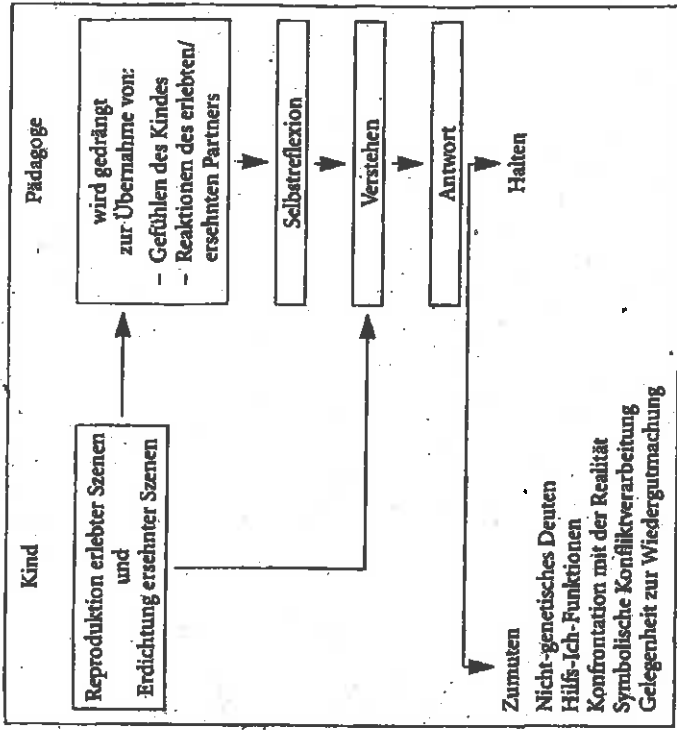 Kind
Pädagoge
Reproduktion erlebter Szenen
und
Erdichtung ersehnter Szenen
wird gedrängt
zur Übernahme von:
– Gefühlen des Kindes
– Reaktionen des erlebten/
ersehnten Partners
Selbstreflexion
Verstehen
Antwort
Zumuten
Halten
Nicht-genetisches Deuten
Hilfs-Ich-Funktionen
Konfrontation mit der Realität
Symbolische Konfliktverarbeitung
Gelegenheit zur Wiedergutmachung